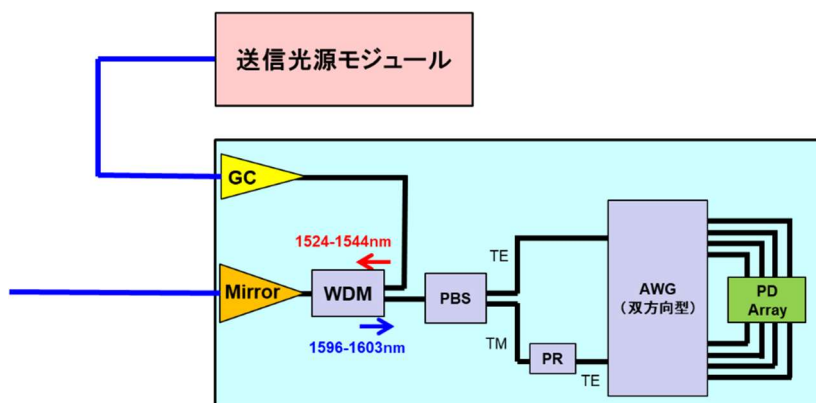 送信光源モジュール
GC
1524-1544nm
Mirror
WDM
1596-1603nm
PBS
TE
TM
PR
TE
AWG
(双方向型)
PD
Array